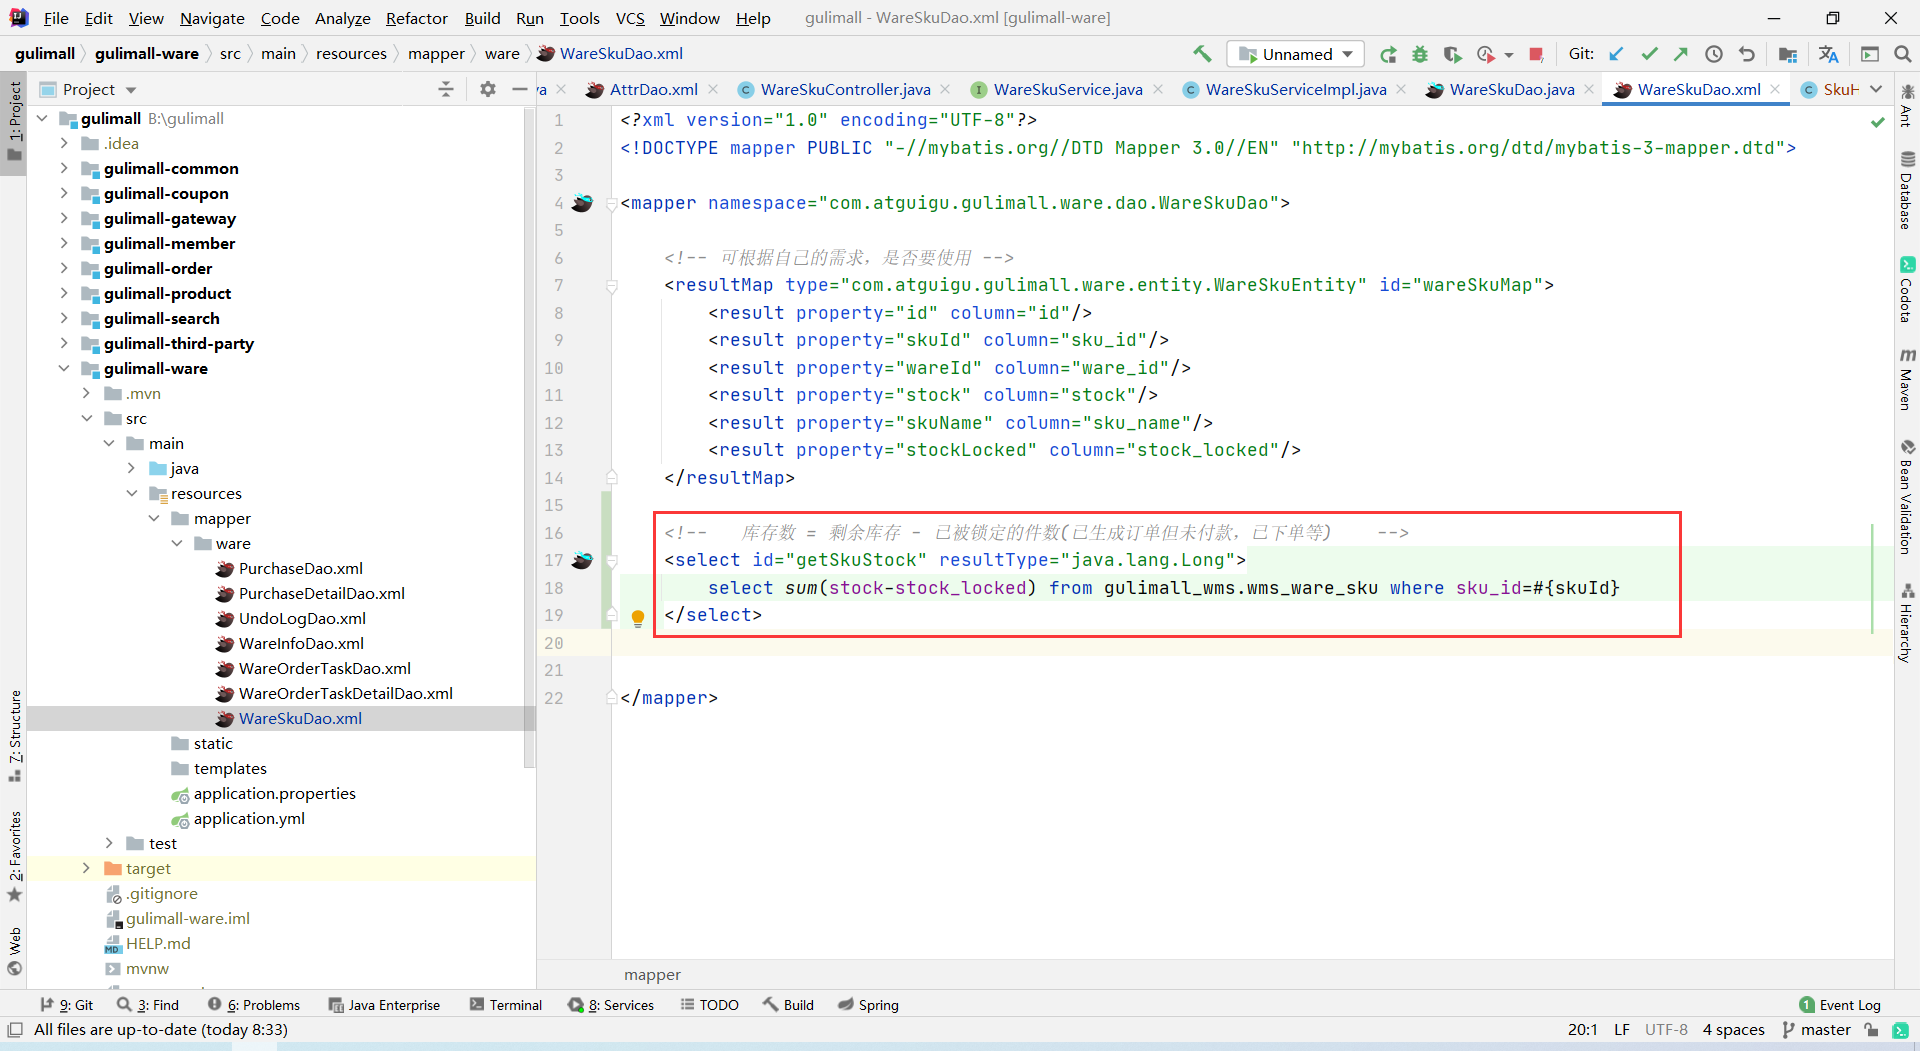 File Edit View Navigate Code Analyze Refactor Build Run Tools VCS Window Help gulimall - WareSkuDao.xml [gulimall-ware]
gulimall gulimall-ware src main resources mapper ware WareSkuDao.xml Unnamed Git:
Project va AttrDao.xml WareSkuController.java WareSkuService.java WareSkuServiceImpl.java WareSkuDao.java WareSkuDao.xml SkuH
1: Project
7: Structure
2: Favorites
Web
gulimall B:\gulimall
.idea
gulimall-common
gulimall-coupon
gulimall-gateway
gulimall-member
gulimall-order
gulimall-product
gulimall-search
gulimall-third-party
gulimall-ware
.mvn
src
main
java
resources
mapper
ware
PurchaseDao.xml
PurchaseDetailDao.xml
UndoLogDao.xml
WareInfoDao.xml
WareOrderTaskDao.xml
WareOrderTaskDetailDao.xml
WareSkuDao.xml
static
templates
application.properties
application.yml
test
target
.gitignore
gulimall-ware.iml
HELP.md
mvnw
1 <?xml version="1.0" encoding="UTF-8"?>
2 <!DOCTYPE mapper PUBLIC "-//mybatis.org//DTD Mapper 3.0//EN" "http://mybatis.org/dtd/mybatis-3-mapper.dtd">
3
4 <mapper namespace="com.atguigu.gulimall.ware.dao.WareSkuDao">
5
6 <!-- 可根据自己的需求，是否要使用 -->
7 <resultMap type="com.atguigu.gulimall.ware.entity.WareSkuEntity" id="wareSkuMap">
8 <result property="id" column="id"/>
9 <result property="skuId" column="sku_id"/>
10 <result property="wareId" column="ware_id"/>
11 <result property="stock" column="stock"/>
12 <result property="skuName" column="sku_name"/>
13 <result property="stockLocked" column="stock_locked"/>
14 </resultMap>
15
16 <!-- 库存数 = 剩余库存 - 已被锁定的件数(已生成订单但未付款，已下单等) -->
17 <select id="getSkuStock" resultType="java.lang.Long">
18 select sum(stock-stock_locked) from gulimall_wms.wms_ware_sku where sku_id=#{skuId}
19 </select>
20
21
22 </mapper>
mapper
Ant
Database
Codota
Maven
Bean Validation
Hierarchy
9: Git 3: Find 6: Problems Java Enterprise Terminal 8: Services TODO Build Spring 1 Event Log
All files are up-to-date (today 8:33) 20:1 LF UTF-8 4 spaces master